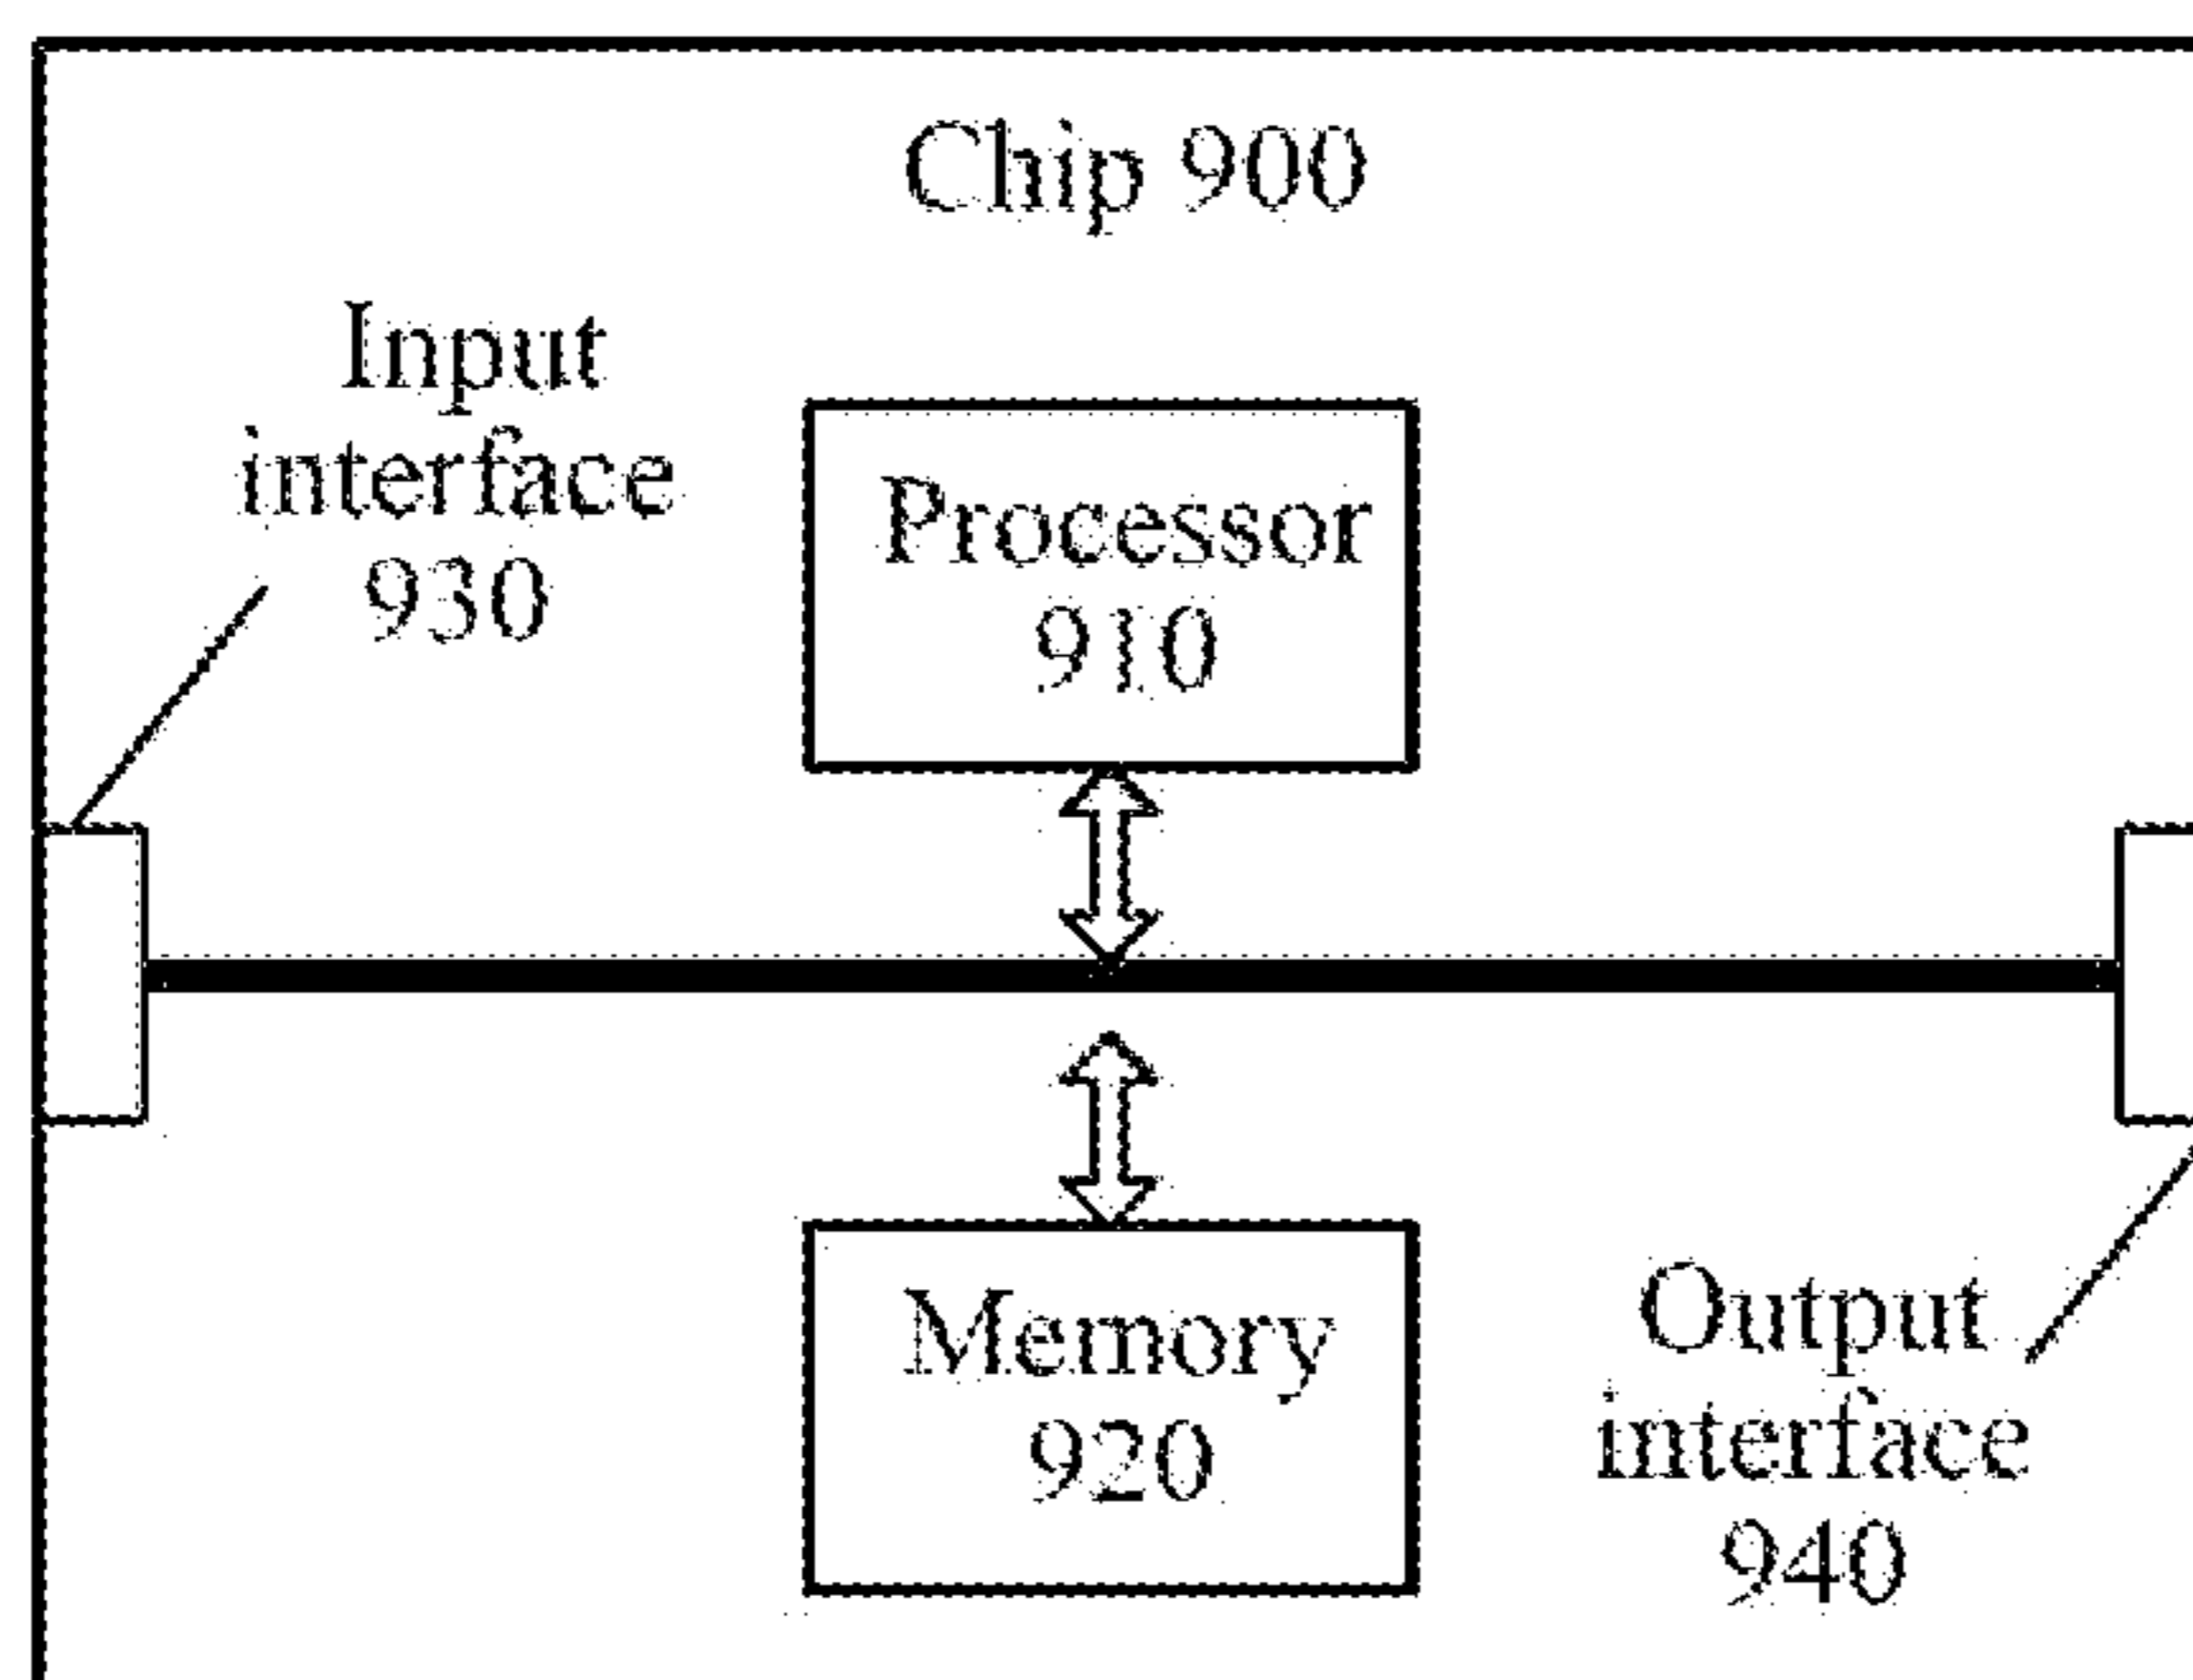 Chip 900
Input
interface
930
Processor
910
Memory
920
Output
interface
940